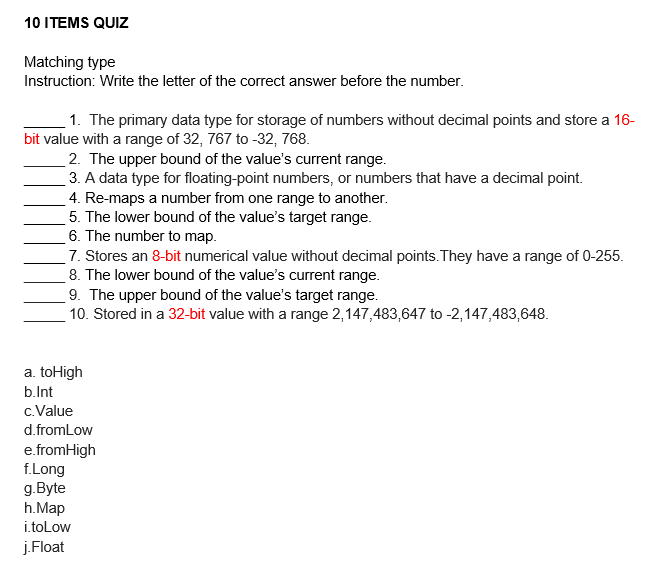 10 ITEMS QUIZ
Matching type
Instruction: Write the letter of the correct answer before the number.
_____ 1.  The primary data type for storage of numbers without decimal points and store a 16-
bit value with a range of 32, 767 to -32, 768.
_____ 2.  The upper bound of the value’s current range.
_____ 3. A data type for floating-point numbers, or numbers that have a decimal point.
_____ 4. Re-maps a number from one range to another.
_____ 5. The lower bound of the value’s target range.
_____ 6. The number to map.
_____ 7. Stores an 8-bit numerical value without decimal points.They have a range of 0-255.
_____ 8. The lower bound of the value’s current range.
_____ 9.  The upper bound of the value’s target range.
_____ 10. Stored in a 32-bit value with a range 2,147,483,647 to -2,147,483,648.
a. toHigh
b.Int
c.Value
d.fromLow
e.fromHigh
f.Long
g.Byte
h.Map
i.toLow
j.Float